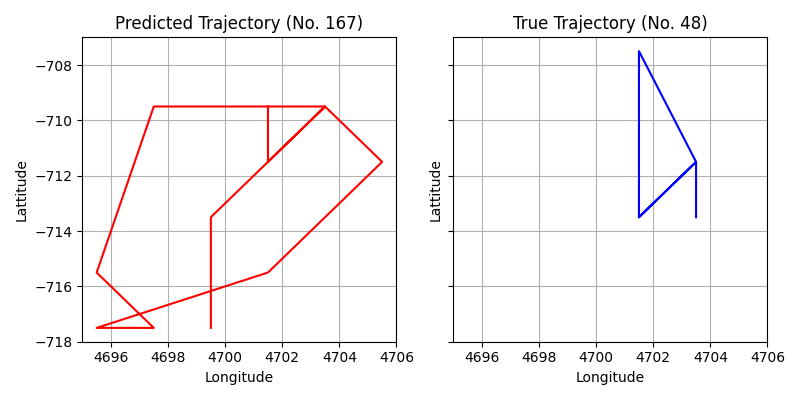 Predicted Trajectory (No. 167)
True Trajectory (No. 48)
Lattitude
−708
−710
−712
−714
−716
−718
4696 4698 4700 4702 4704 4706
Longitude
Lattitude
4696 4698 4700 4702 4704 4706
Longitude